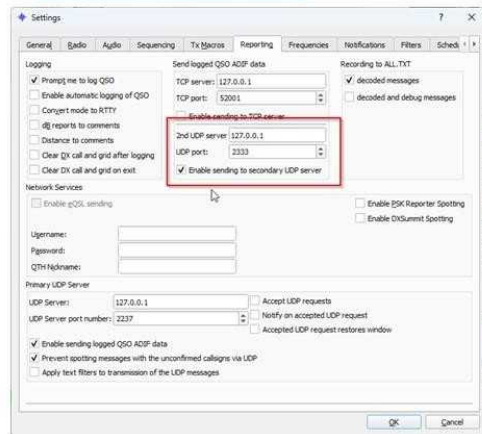 Settings
? X
General Radio Audio Sequencing Tx Macros Reporting Frequencies Notifications Filters Schedu
Logging
Prompt me to log QSO
Enable automatic logging of QSO
Convert mode to RTTY
dB reports to comments
Distance to comments
Clear DX call and grid after logging
Clear DX call and grid on exit
Send logged QSO ADIF data
TCP server: 127.0.0.1
TCP port: 52001
Enable sending to TCP server
2nd UDP server 127.0.0.1
UDP port: 2333
Enable sending to secondary UDP server
Recording to ALL.TXT
decoded messages
decoded and debug messages
Network Services
Enable eQSL sending
Enable PSK Reporter Spotting
Enable DXSummit Spotting
Username:
Password:
QTH Nickname:
Primary UDP Server
UDP Server: 127.0.0.1
UDP Server port number: 2237
Accept UDP requests
Notify on accepted UDP request
Accepted UDP request restores window
Enable sending logged QSO ADIF data
Prevent spotting messages with the unconfirmed callsigns via UDP
Apply text filters to transmission of the UDP messages
OK Cancel